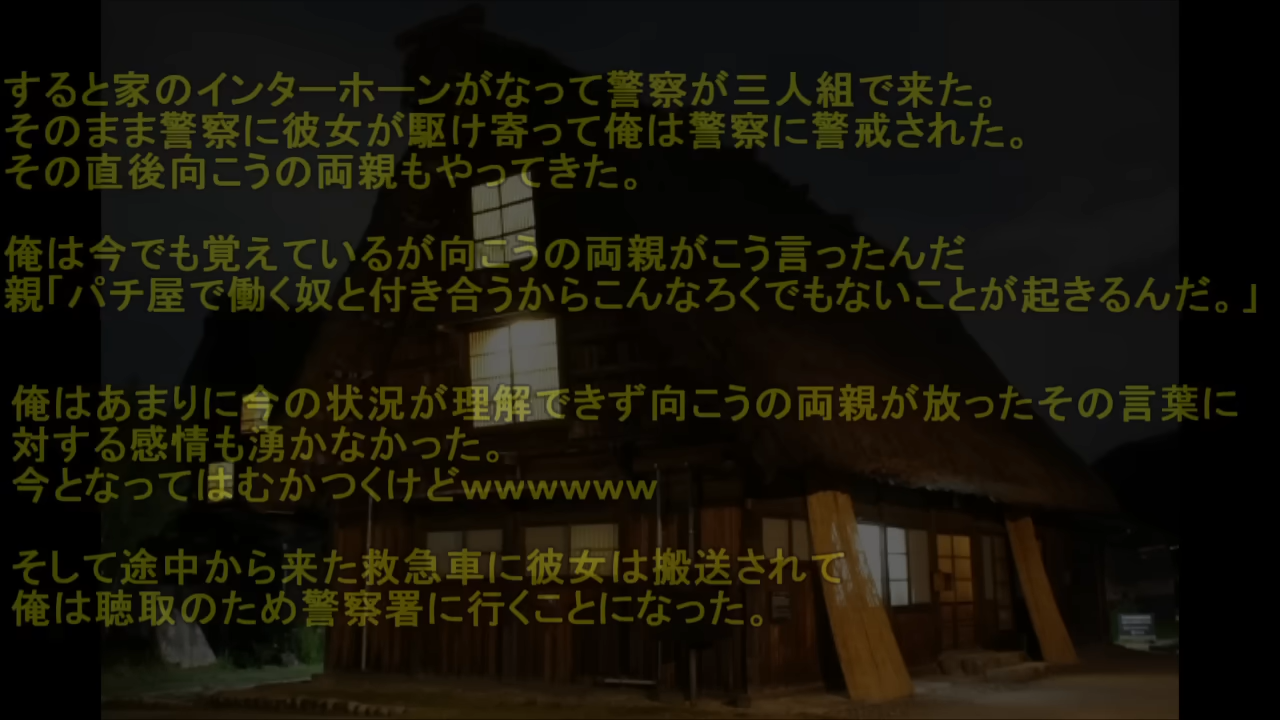 すると家のインターホーンがなって警察が三人組で来た。
そのまま警察に彼女が駆け寄って俺は警察に警戒された。
その直後向こうの両親もやってきた。
俺は今でも覚えているが向こうの両親がこう言ったんだ
親「パチ屋で働く奴と付き合うからこんなろくでもないことが起きるんだ。」
俺はあまりに今の状況が理解できず向こうの両親が放ったその言葉に
対する感情も湧かなかった。
今となってはむかつくけどwwwwwww
そして途中から来た救急車に彼女は搬送されて
俺は聴取のため警察署に行くことになった。